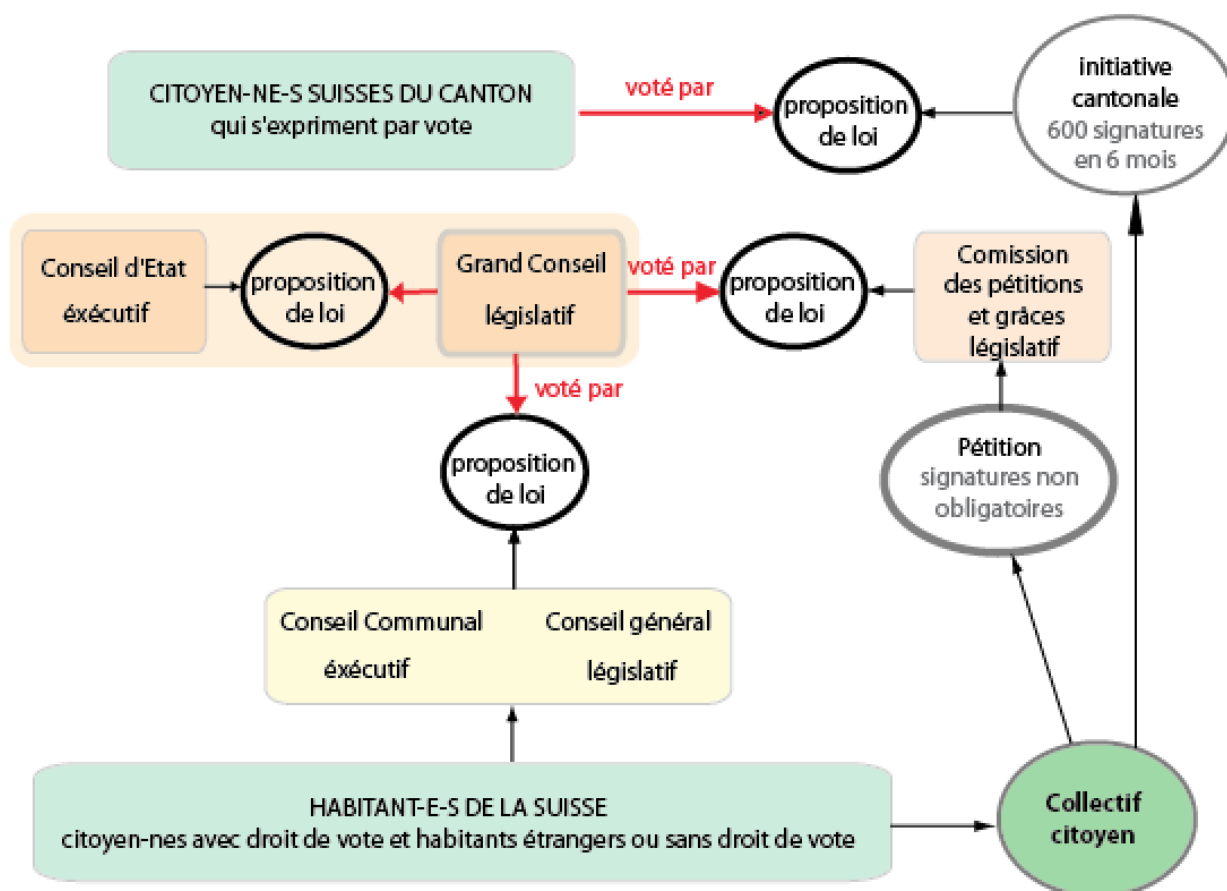 CITOYEN-NE-S SUISSES DU CANTON
qui s'expriment par vote
voté par
proposition
de loi
initiative
cantonale
600 signatures
en 6 mois
Conseil d'Etat
éxécutif
proposition
de loi
Grand Conseil
législatif
voté par
proposition
de loi
Comission
des pétitions
et grâces
législatif
voté par
proposition
de loi
Pétition
signatures non
obligatoires
Conseil Communal
éxécutif
Conseil général
législatif
HABITANT-E-S DE LA SUISSE
citoyen-nes avec droit de vote et habitants étrangers ou sans droit de vote
Collectif
citoyen